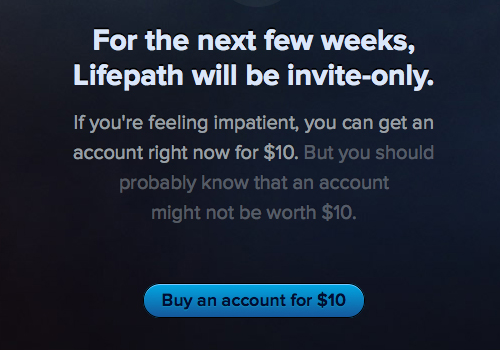 For the next few weeks,
Lifepath will be invite-only.
If you're feeling impatient, you can get an
account right now for $10. But you should
probably know that an account
might not be worth $10.
Buy an account for $10